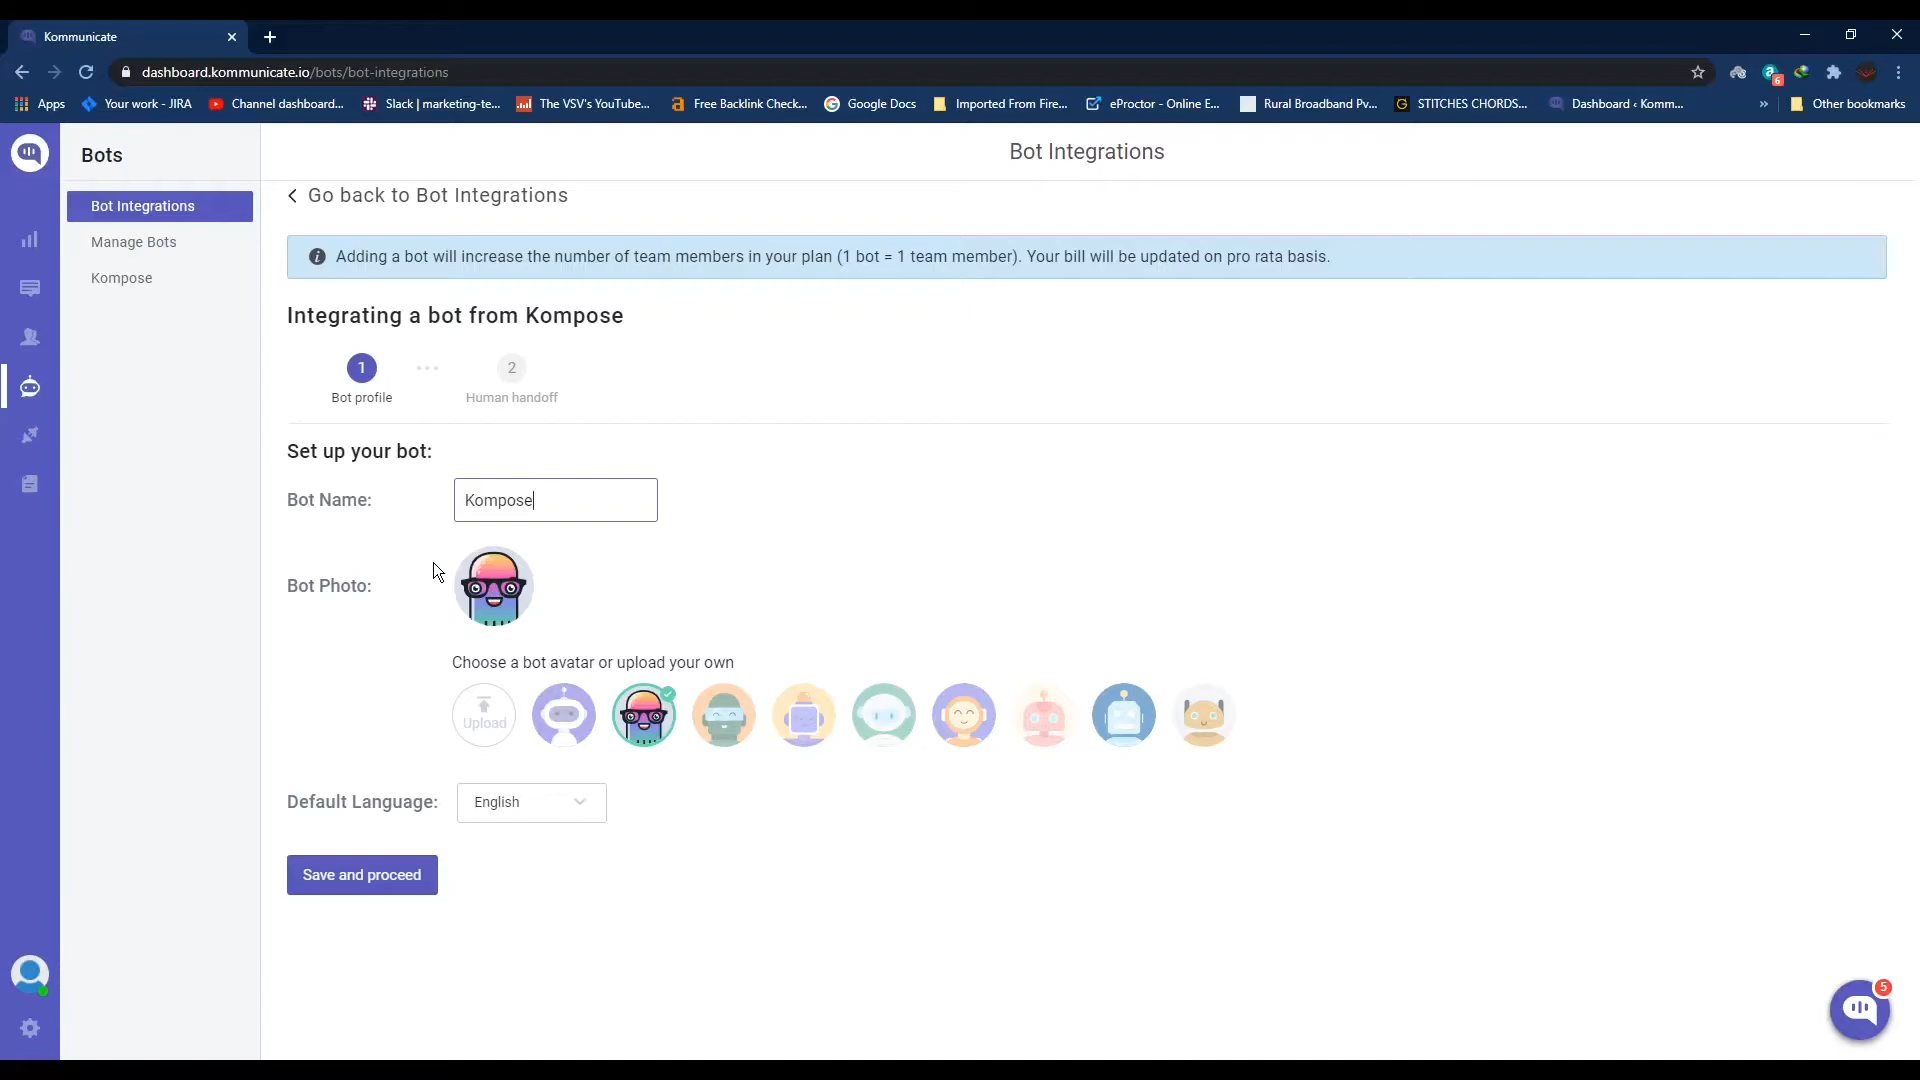 Kommunicate
dashboard.kommunicate.io/bots/bot-integrations
6
Apps
Your work - JIRA
Channel dashboard...
Slack | marketing-te...
The VSV's YouTube...
Free Backlink Check...
Google Docs
Imported From Fire...
eProctor - Online E...
Rural Broadband Pv...
STITCHES CHORDS...
Dashboard ‹ Komm...
»
Other bookmarks
Bots
Bot Integrations
Manage Bots
Kompose
Bot Integrations
Go back to Bot Integrations
Adding a bot will increase the number of team members in your plan (1 bot = 1 team member). Your bill will be updated on pro rata basis.
Integrating a bot from Kompose
1
2
Bot profile
Human handoff
Set up your bot:
Bot Name:
Kompose
Bot Photo:
Choose a bot avatar or upload your own
Upload
Default Language:
English
Save and proceed
5